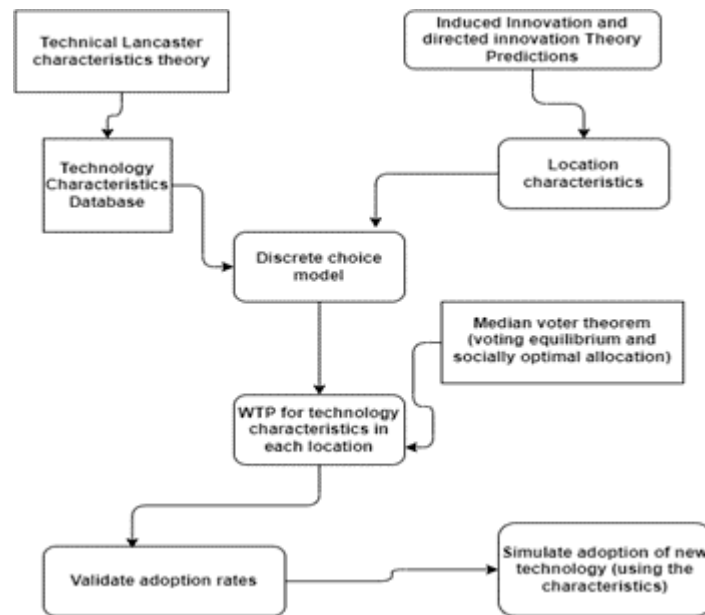 Technical Lancaster
characteristics theory
Induced Innovation and
directed innovation Theory
Predictions
Technology
Characteristics
Database
Location
characteristics
Discrete choice
model
Median voter theorem
(voting equilibrium and
socially optimal allocation)
WTP for technology
characteristics in
each location
Validate adoption rates
Simulate adoption of new
technology (using the
characteristics)